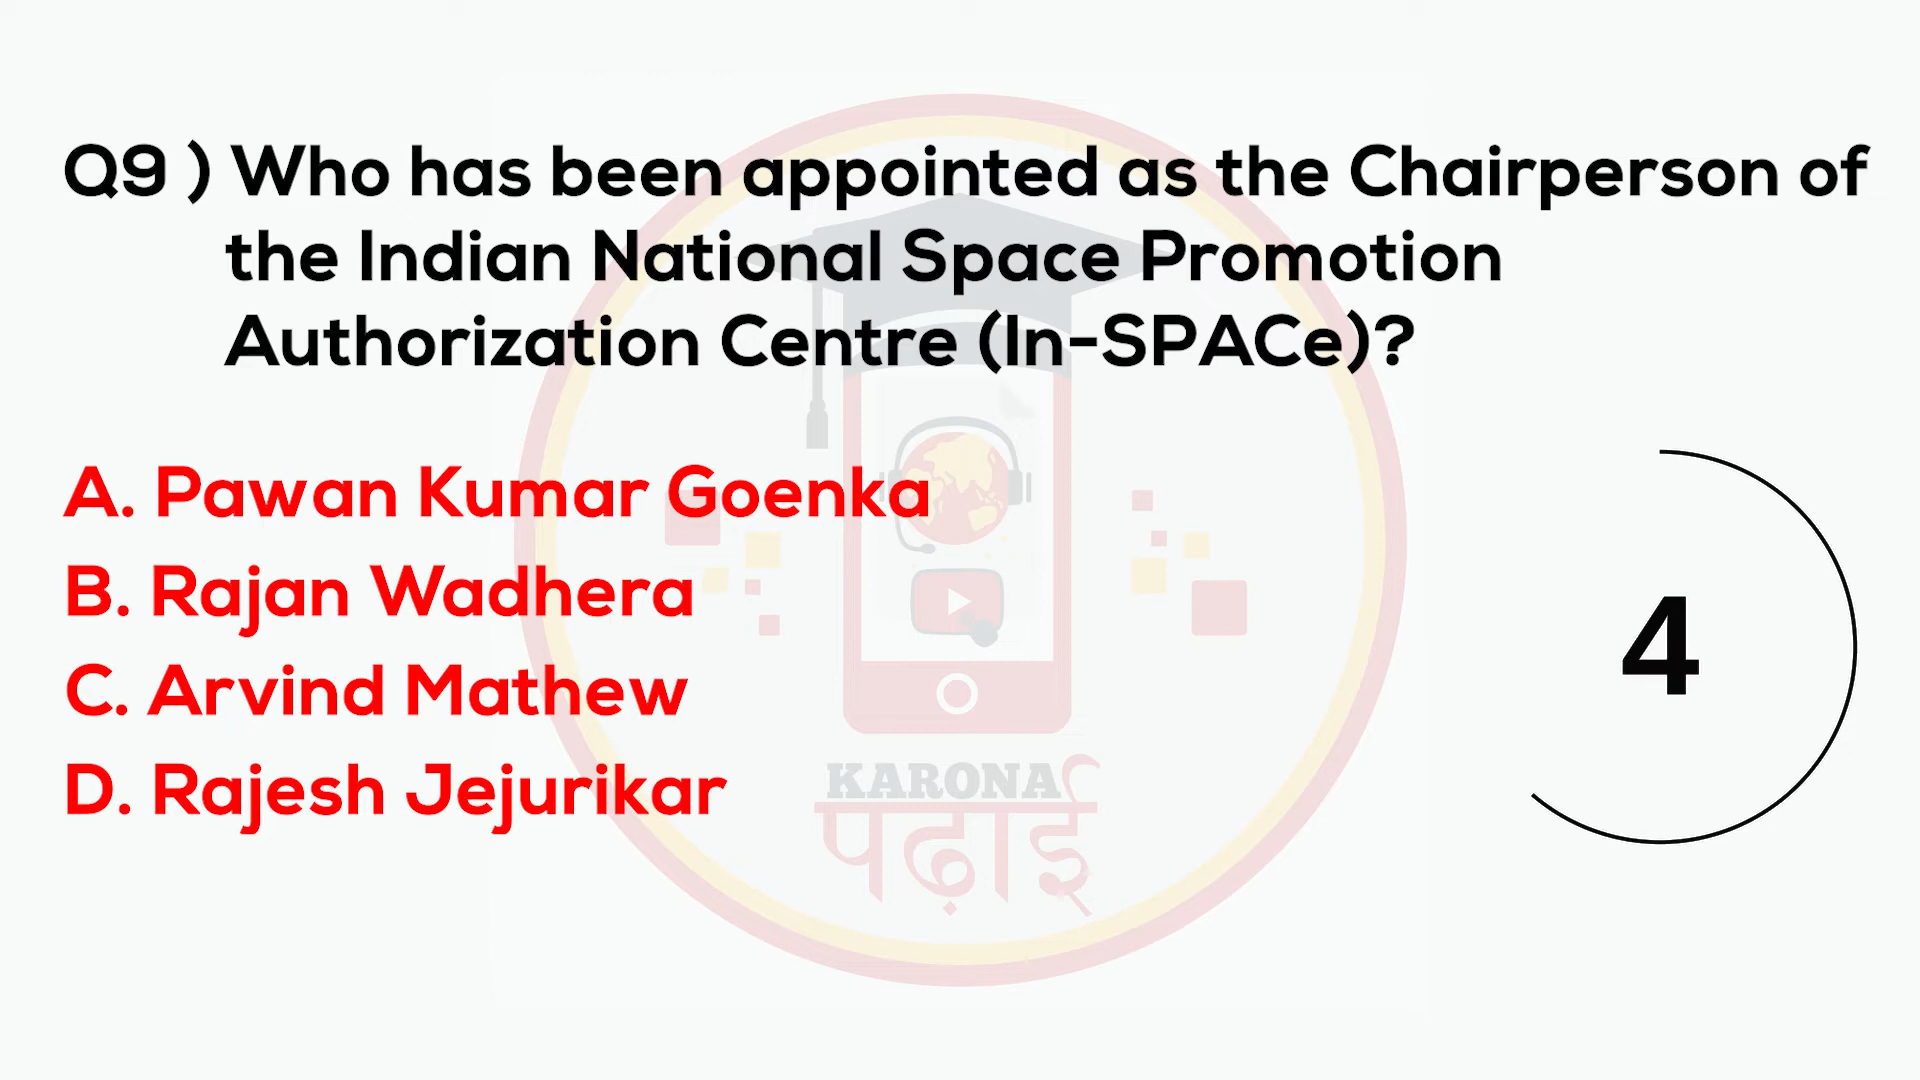 Q9 ) Who has been appointed as the Chairperson of
the Indian National Space Promotion
Authorization Centre (In-SPACe)?
A. Pawan Kumar Goenka
B. Rajan Wadhera
C. Arvind Mathew
D. Rajesh Jejurikar
4
KARONA
पढ़ाई